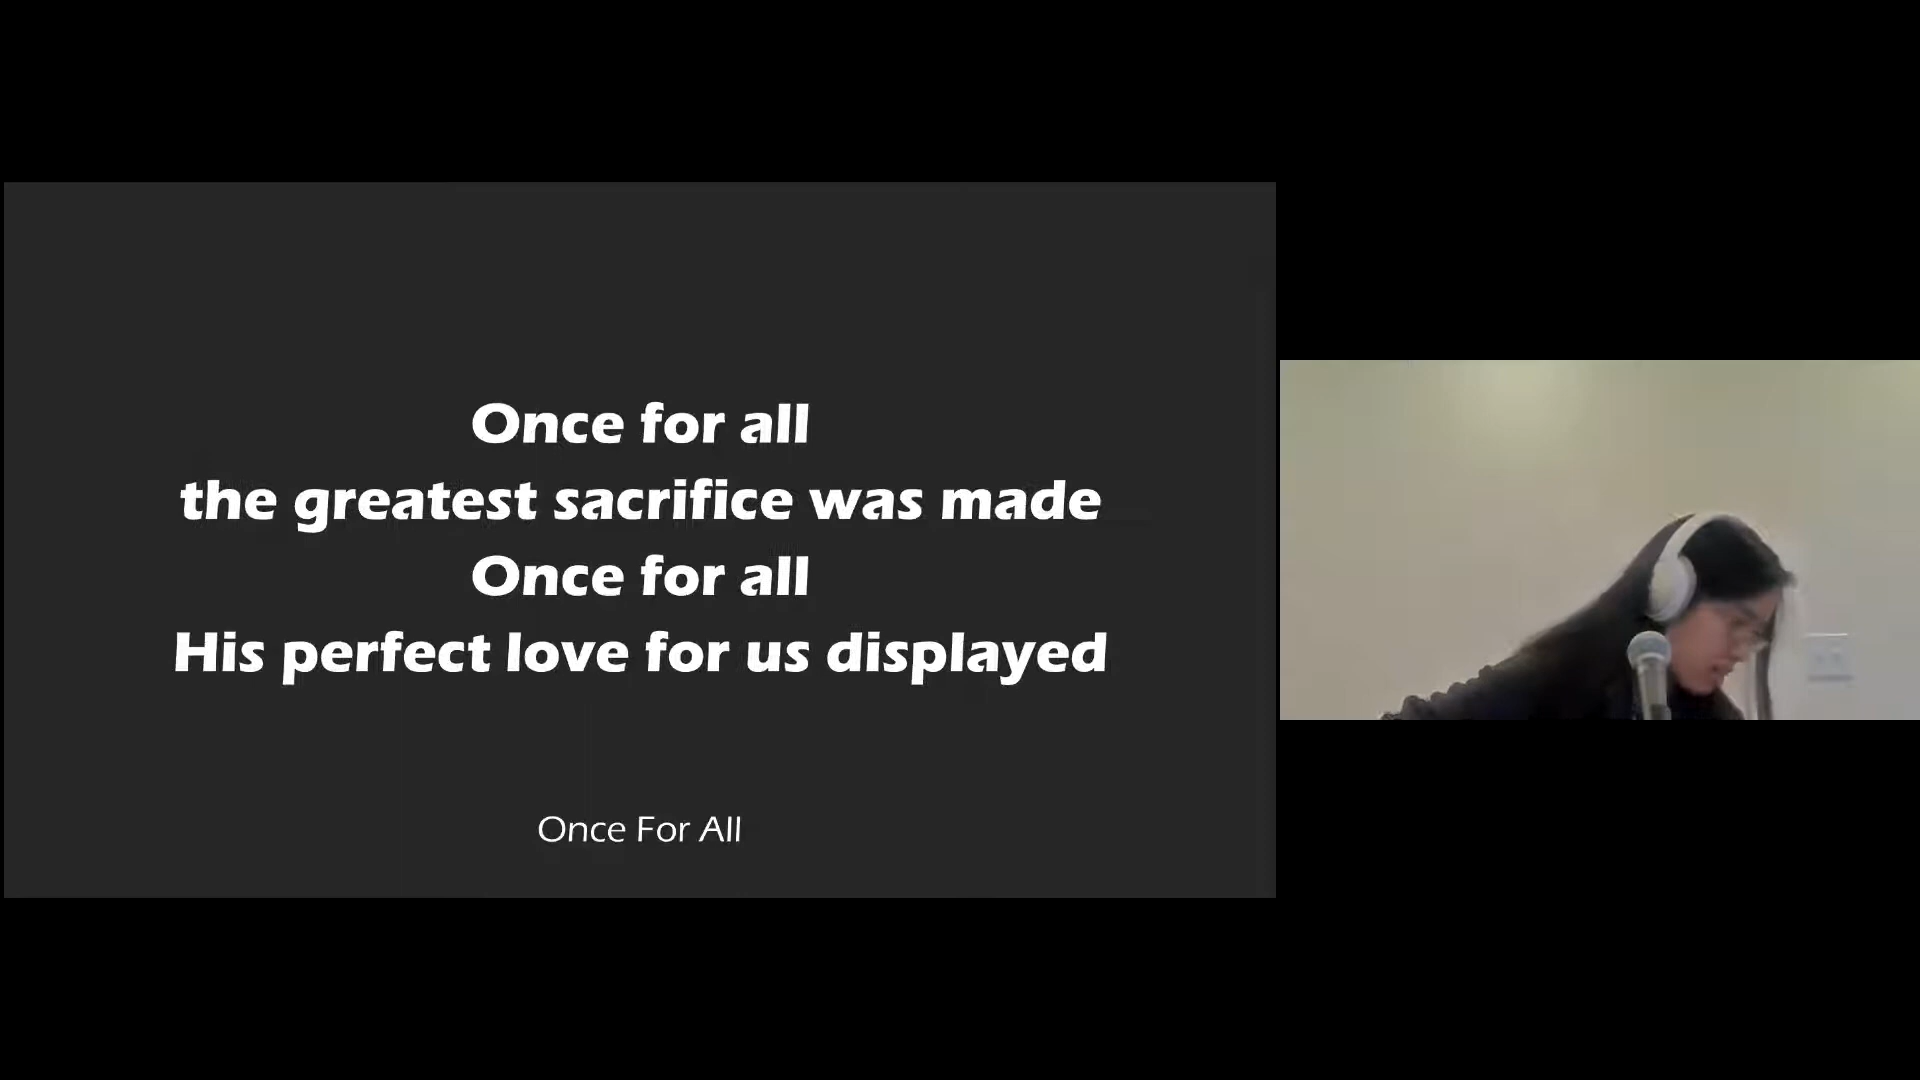 Once for all
the greatest sacrifice was made
Once for all
His perfect love for us displayed
Once For All